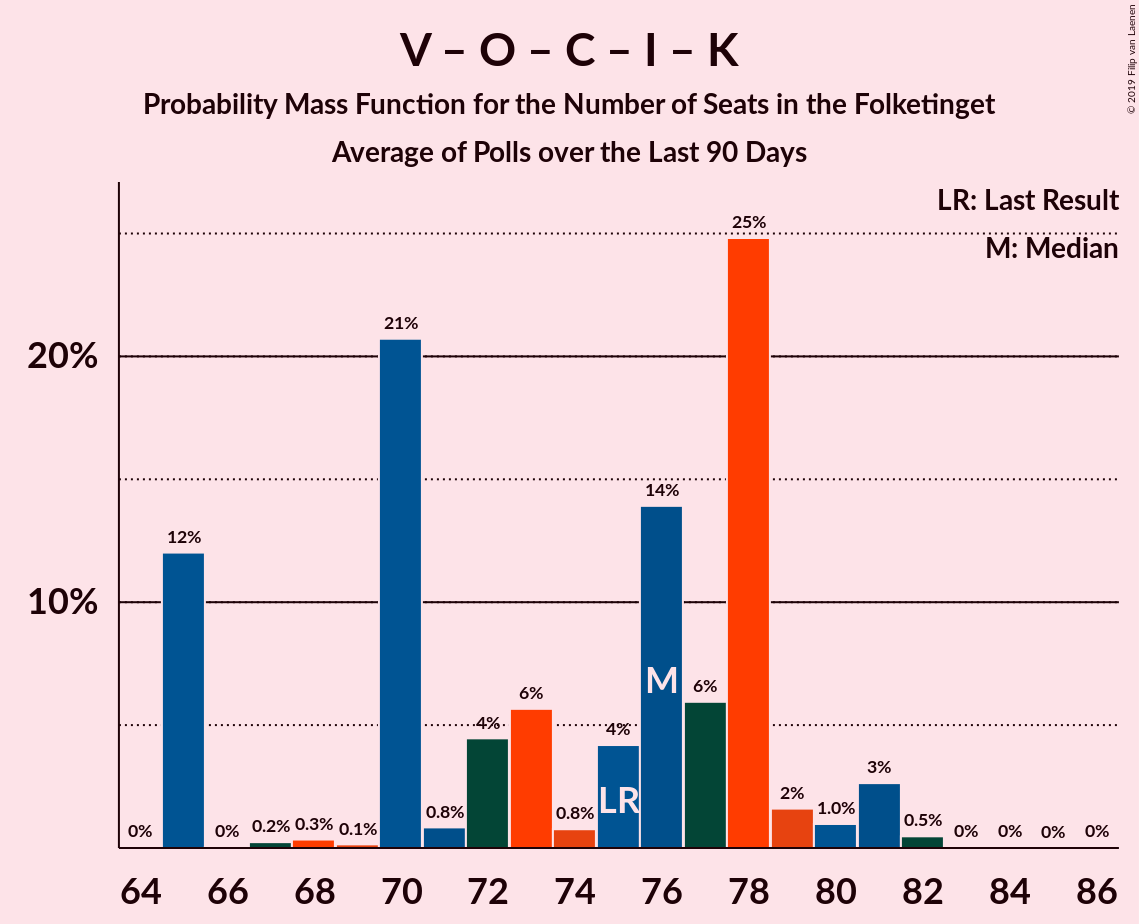 V – O – C – I – K
Probability Mass Function for the Number of Seats in the Folketinget
Average of Polls over the Last 90 Days
© 2019 Filip van Laenen
LR: Last Result
M: Median
20%
10%
0%
12%
0%
0.2%
0.3%
0.1%
21%
0.8%
4%
6%
0.8%
4%
14%
6%
25%
2%
1.0%
3%
0.5%
0%
0%
0%
0%
LR
M
64 66 68 70 72 74 76 78 80 82 84 86